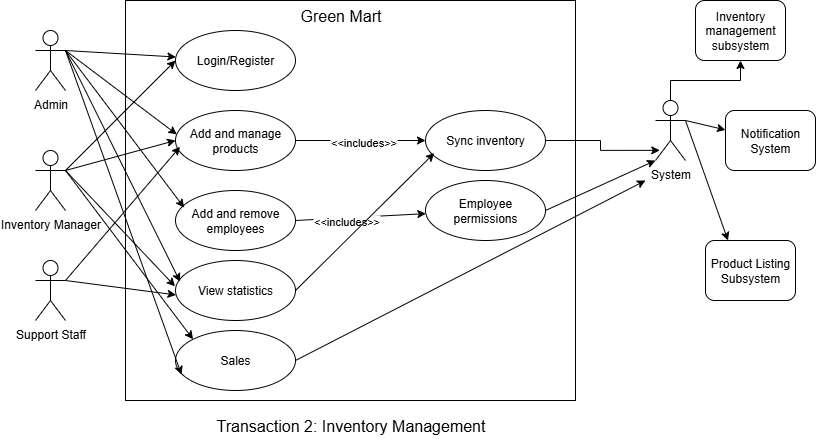 Green Mart
Inventory
management
subsystem
Login/Register
Admin
Add and manage
products
<<includes>>
Sync inventory
Notification
System
System
Inventory Manager
Add and remove
employees
<<includes>>
Employee
permissions
Product Listing
Subsystem
View statistics
Support Staff
Sales
Transaction 2: Inventory Management